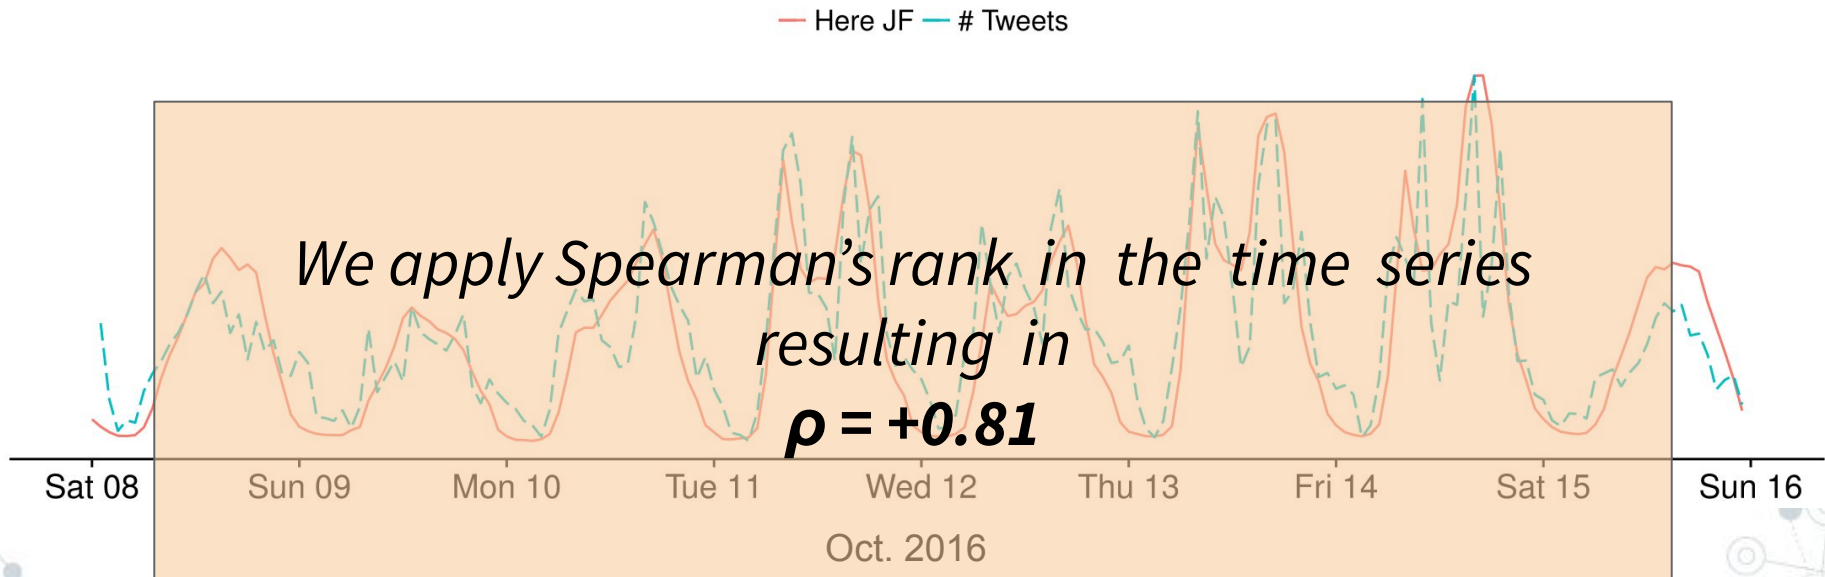 Here JF # Tweets
We apply Spearman’s rank in the time series
resulting in
ρ = +0.81
Sat 08 Sun 09 Mon 10 Tue 11 Wed 12 Thu 13 Fri 14 Sat 15 Sun 16
Oct. 2016